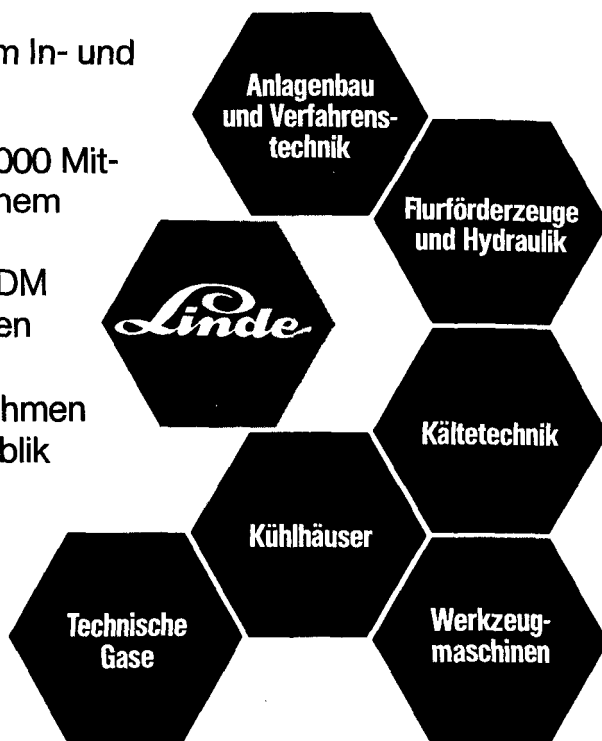 m In- und
000 Mit-
nem
DM
en
hmen
blik
Anlagenbau
und Verfahrens-
technik
Flurförderzeuge
und Hydraulik
Linde
Kältetechnik
Kühlhäuser
Technische
Gase
Werkzeug-
maschinen